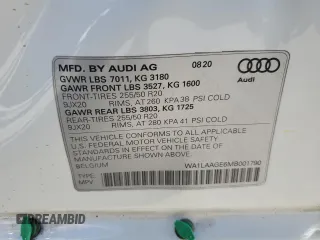 MFD. BY AUDI AG 08 20
GVWR LBS 7011, KG 3180
GAWR FRONT LBS 3527, KG 1600
FRONT-TIRES 255/50 R20
9JX20 RIMS, AT 260 KPA 38 PSI COLD
GAWR REAR LBS 3803, KG 1725
REAR-TIRES 255/50 R20
9JX20 RIMS, AT 280 KPA 41 PSI COLD
Audi
THIS VEHICLE CONFORMS TO ALL APPLICABLE
U.S. FEDERAL MOTOR VEHICLE SAFETY
STANDARDS IN EFFECT ON THE DATE OF
MANUFACTURE SHOWN ABOVE.
BELGIUM WA1LAAGE8MB001790
TYPE:
MPV
AUTHELPERBOT.COM